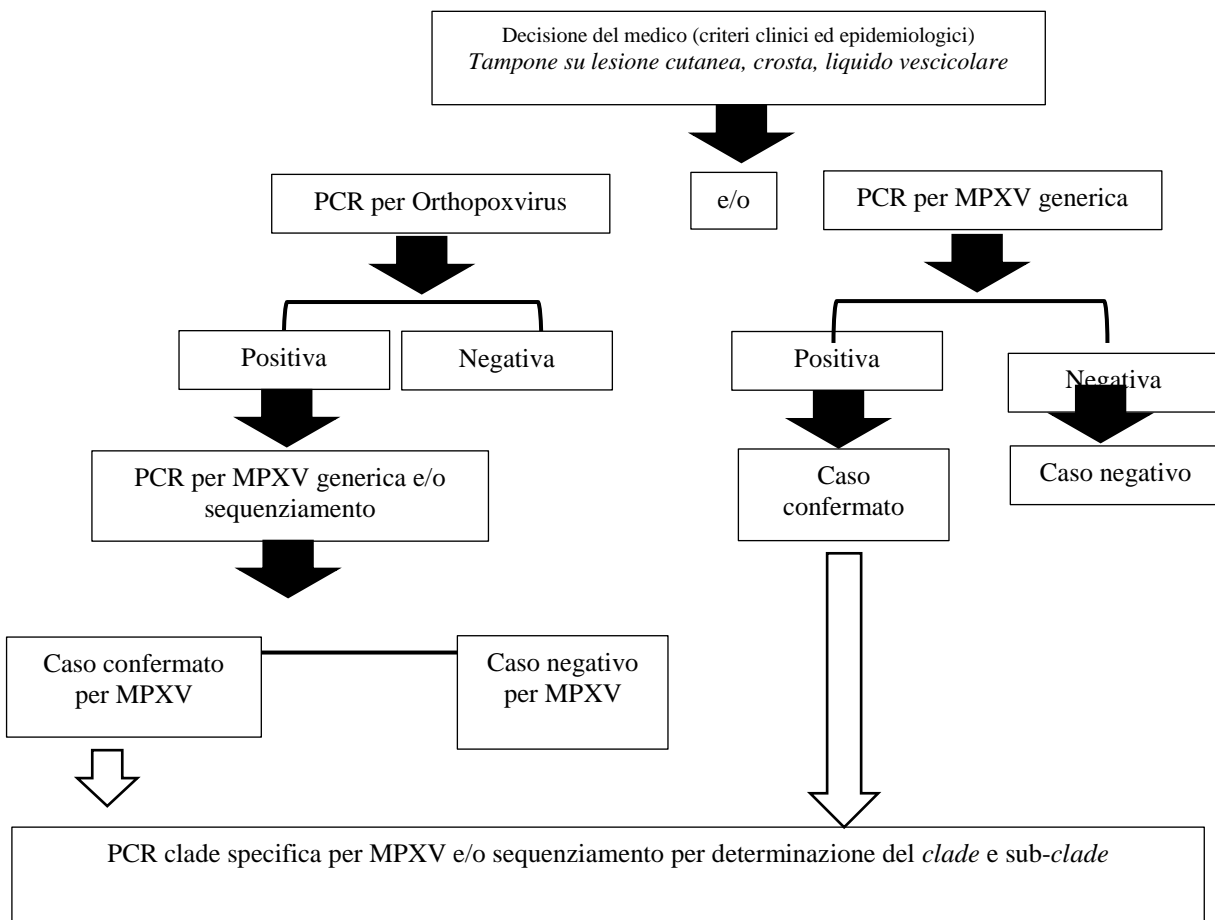 Decisione del medico (criteri clinici ed epidemiologici)
Tampone su lesione cutanea, crosta, liquido vescicolare
PCR per Orthopoxvirus
e/o
PCR per MPXV generica
Positiva
Negativa
Positiva
Negativa
PCR per MPXV generica e/o
sequenziamento
Caso
confermato
Caso negativo
Caso confermato
per MPXV
Caso negativo
per MPXV
PCR clade specifica per MPXV e/o sequenziamento per determinazione del clade e sub-clade